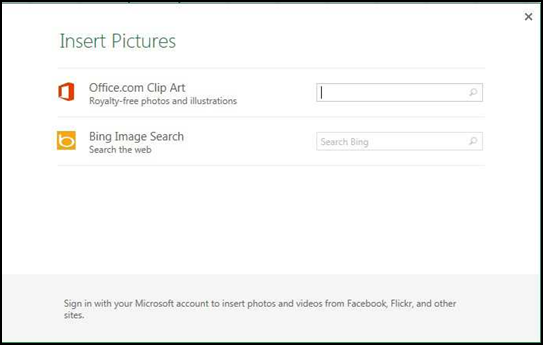 Insert Pictures
Office.com Clip Art
Royalty-free photos and illustrations
Bing Image Search
Search the web
Search Bing
Sign in with your Microsoft account to insert photos and videos from Facebook, Flickr, and other
sites.